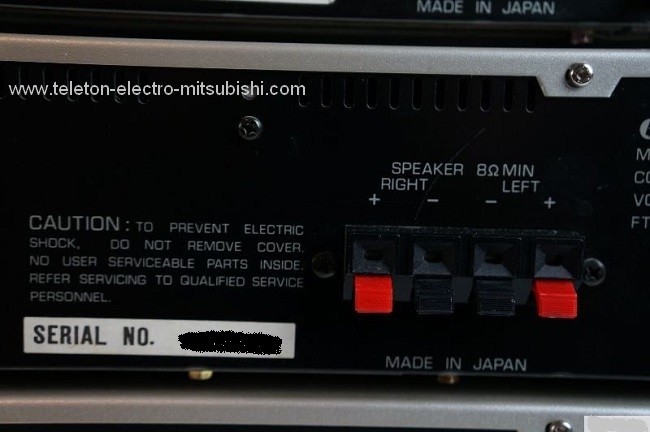 MADE IN JAPAN
www.teleton-electro-mitsubishi.com
SPEAKER 8Ω MIN
RIGHT LEFT
+ − − +
CAUTION: TO PREVENT ELECTRIC
SHOCK, DO NOT REMOVE COVER.
NO USER SERVICEABLE PARTS INSIDE.
REFER SERVICING TO QUALIFIED SERVICE
PERSONNEL.
SERIAL NO.
MADE IN JAPAN